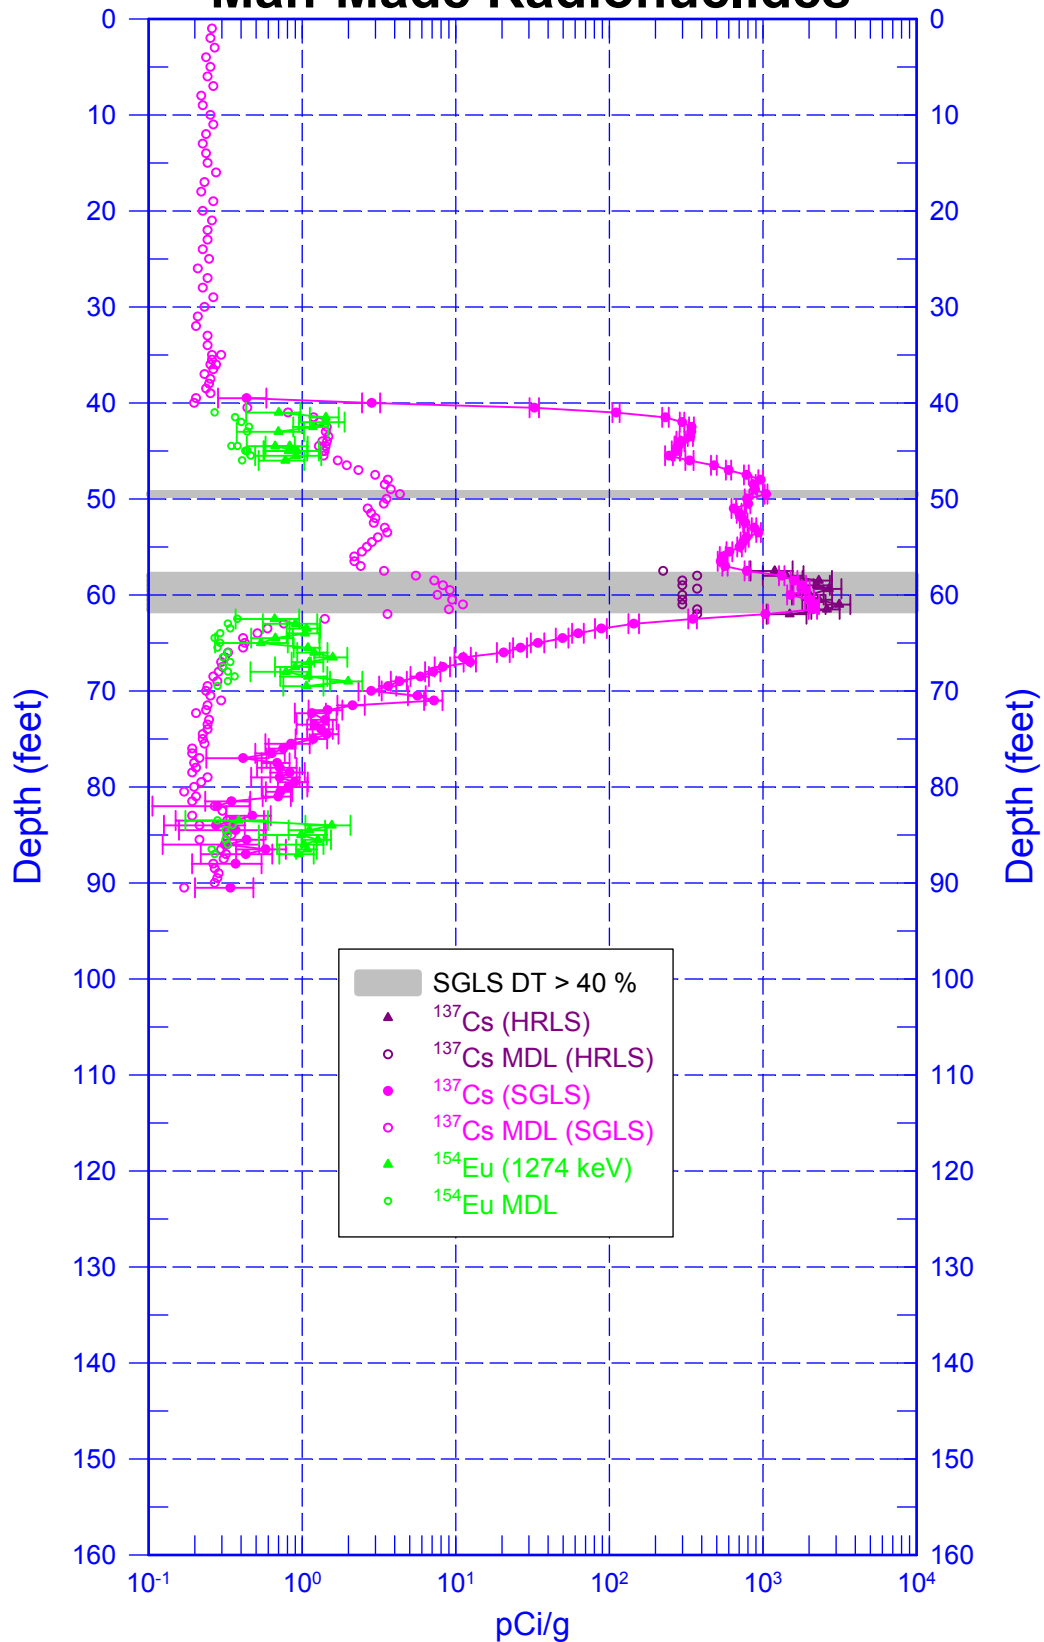 Man-Made Radionuclides
0 0
10 10
20 20
30 30
40 40
50 50
60 60
70 70
80 80
90 90
100 100
110 110
120 120
130 130
140 140
150 150
160 160
Depth (feet)
Depth (feet)
SGLS DT > 40 %
¹³⁷Cs (HRLS)
¹³⁷Cs MDL (HRLS)
¹³⁷Cs (SGLS)
¹³⁷Cs MDL (SGLS)
¹⁵⁴Eu (1274 keV)
¹⁵⁴Eu MDL
10⁻¹ 10⁰ 10¹ 10² 10³ 10⁴
pCi/g